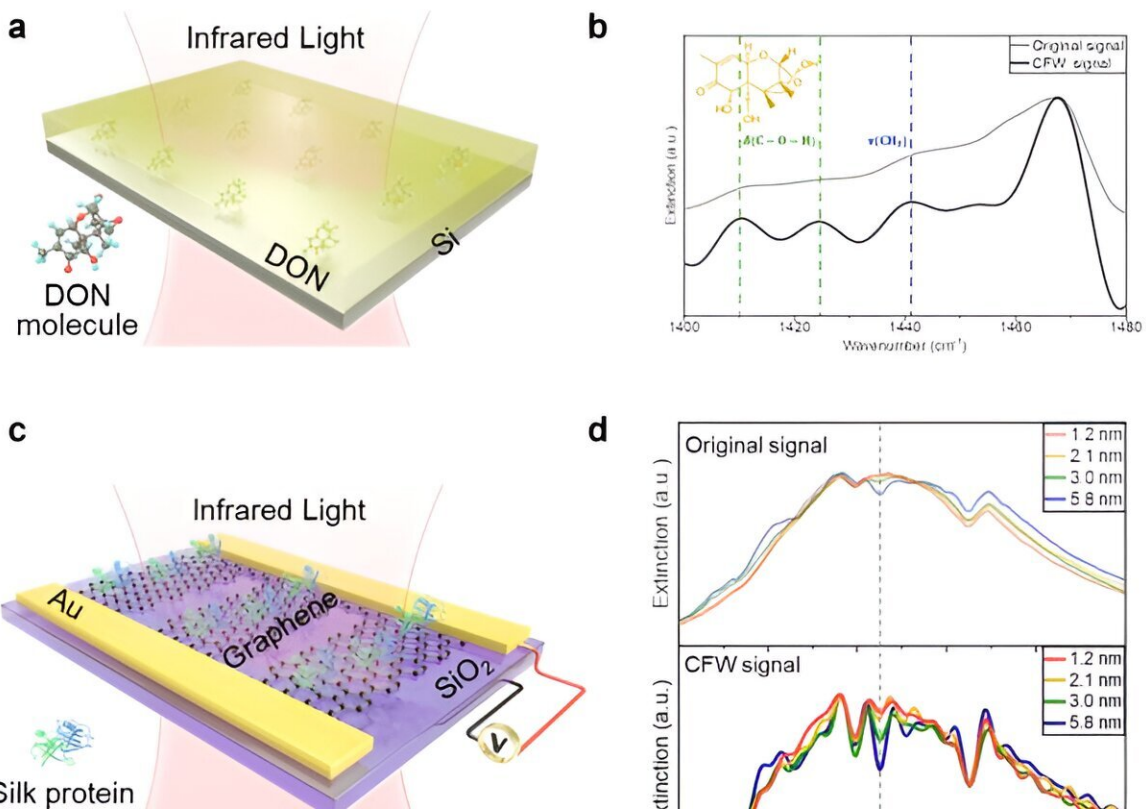 a
Infrared Light
DON
Si
DON
molecule
b
Original signal
CFW signal
H
O
H
O
O
HO
OH
δ(C-O-H)
Extinction (a.u.)
1400
1420
1440
1460
1480
Wavenumber (cm⁻¹)
c
Infrared Light
Au
Graphene
SiO₂
V
Silk protein
d
Original signal
1.2 nm
2.1 nm
3.0 nm
5.8 nm
Extinction (a.u.)
CFW signal
1.2 nm
2.1 nm
3.0 nm
5.8 nm